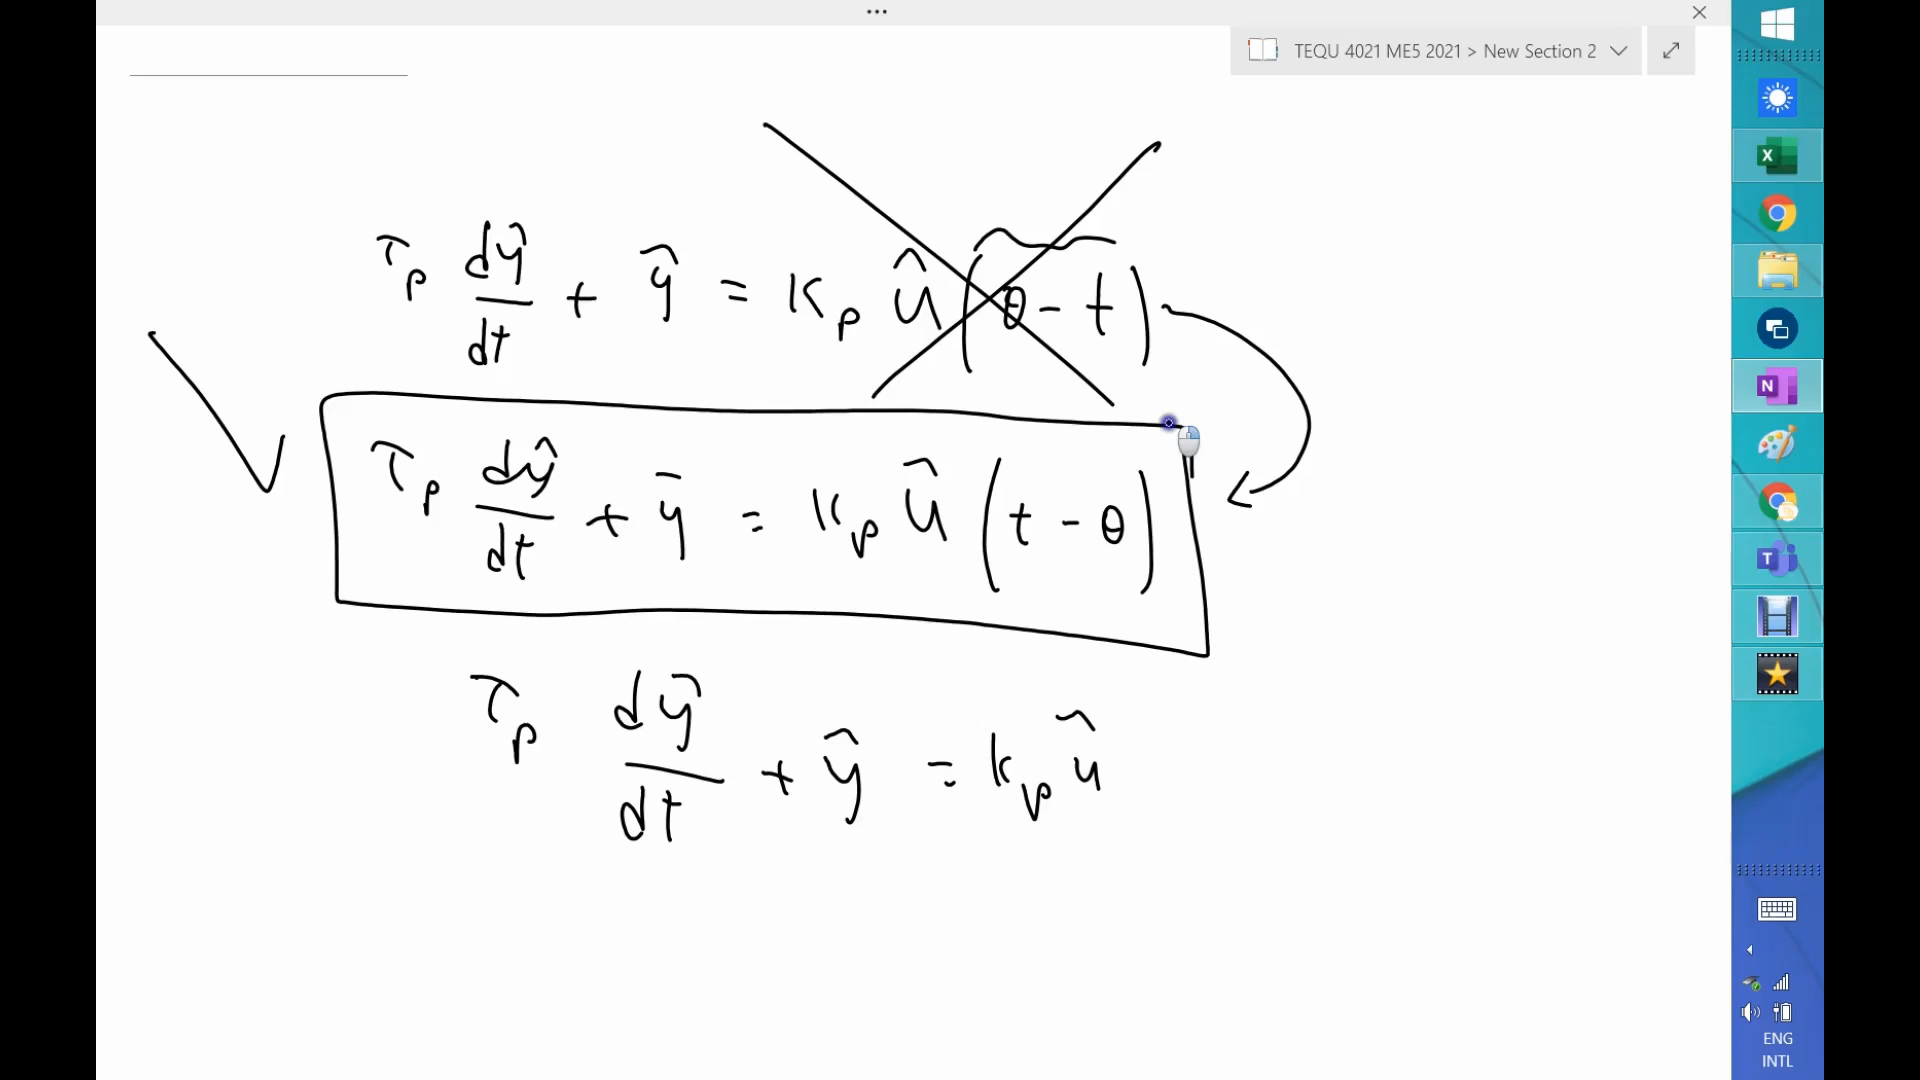 TEQU 4021 ME5 2021 > New Section 2
τp dŷ/dt + ŷ = Kp û(θ - t)
τp dŷ/dt + ȳ = Kp û(t - θ)
τp dŷ/dt + ŷ = kp û
ENG
INTL